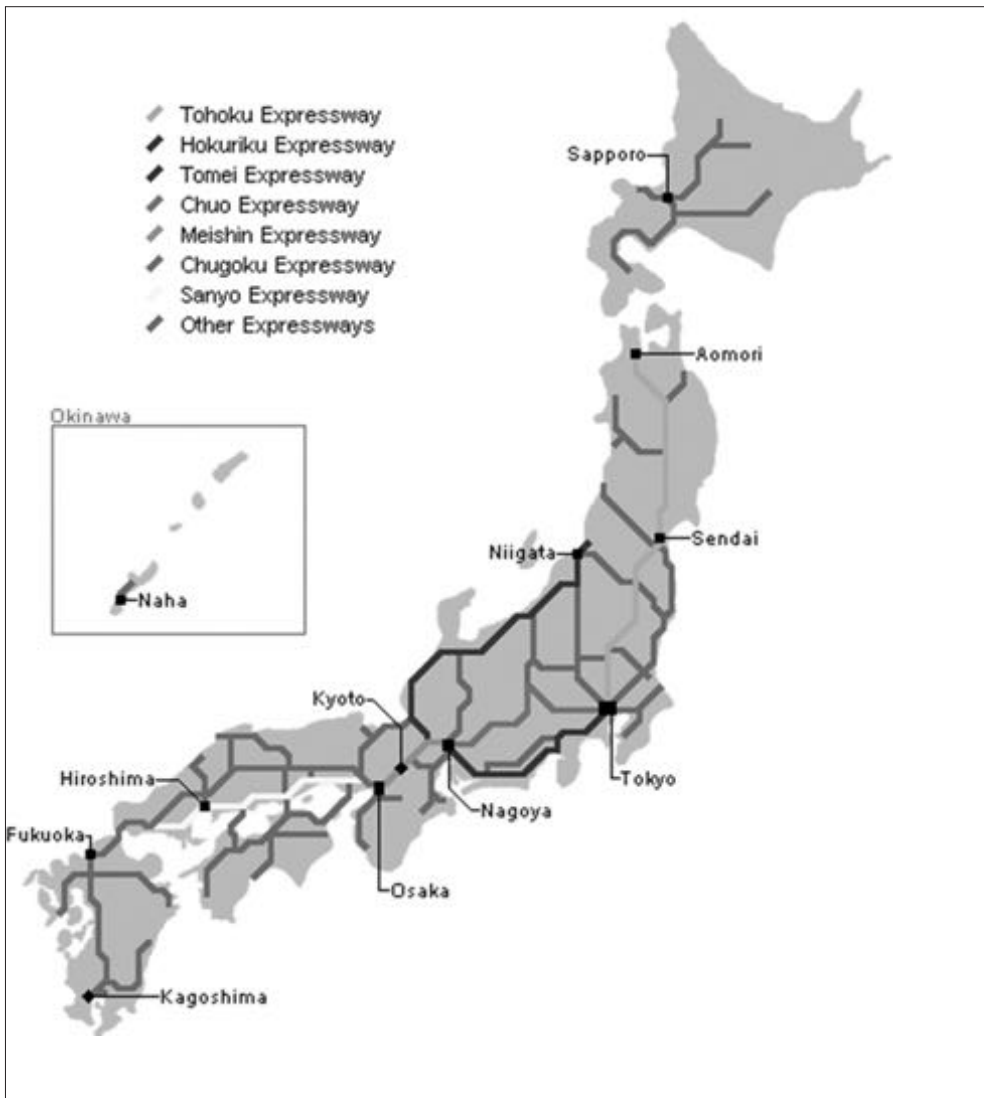 Tohoku Expressway
Hokuriku Expressway
Tomei Expressway
Chuo Expressway
Meishin Expressway
Chugoku Expressway
Sanyo Expressway
Other Expressways
Sapporo
Aomori
Okinawa
Naha
Sendai
Niigata
Kyoto
Hiroshima
Tokyo
Nagoya
Fukuoka
Osaka
Kagoshima